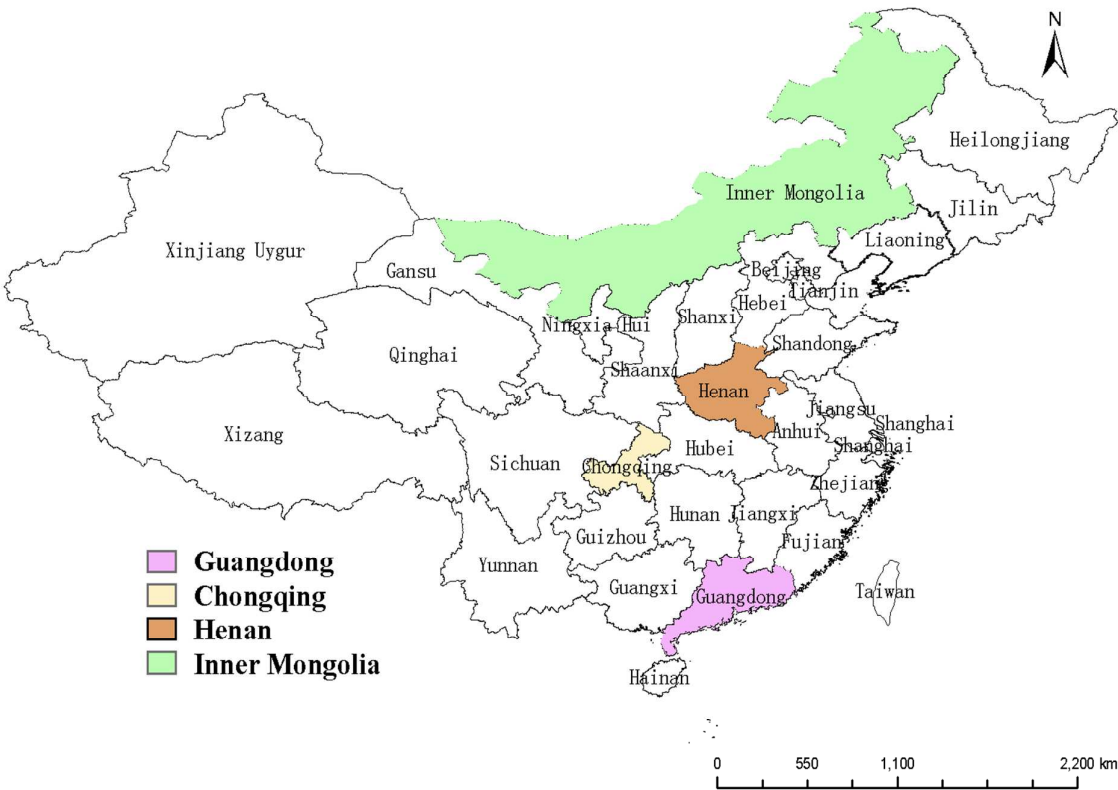 N
Heilongjiang
Inner Mongolia
Jilin
Liaoning
Xinjiang Uygur
Gansu
Beijing
Tianjin
Hebei
Ningxia Hui
Shanxi
Shandong
Qinghai
Shaanxi
Henan
Jiangsu
Shanghai
Xizang
Anhui
Shanghai
Hubei
Sichuan
Chongqing
Zhejiang
Hunan
Jiangxi
Guizhou
Fujian
Yunnan
Guangxi
Guangdong
Taiwan
Hainan
Guangdong
Chongqing
Henan
Inner Mongolia
0 550 1,100 2,200 km